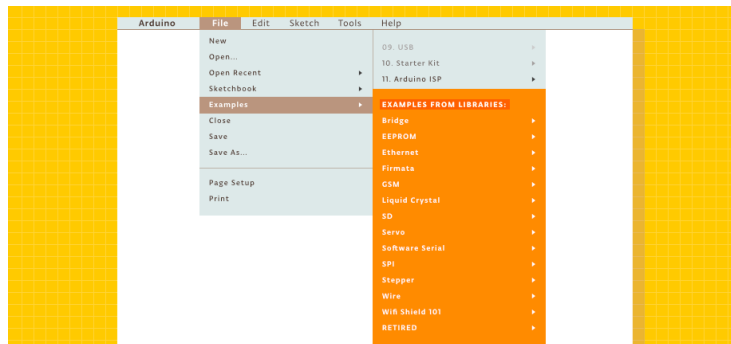 Arduino File Edit Sketch Tools Help
New
Open...
Open Recent
Sketchbook
Examples
Close
Save
Save As...
Page Setup
Print
09. USB
10. Starter Kit
11. Arduino ISP
EXAMPLES FROM LIBRARIES:
Bridge
EEPROM
Ethernet
Firmata
GSM
Liquid Crystal
SD
Servo
Software Serial
SPI
Stepper
Wire
Wifi Shield 101
RETIRED